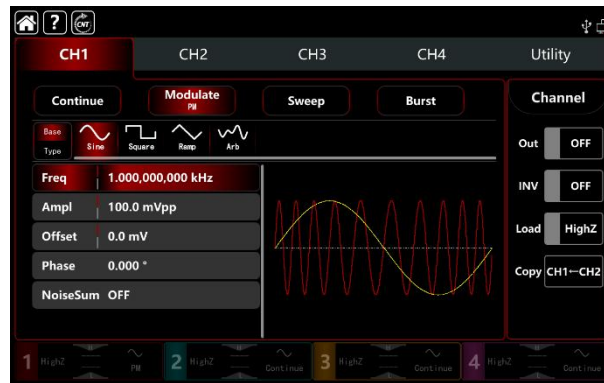 ? CNT
CH1 CH2 CH3 CH4 Utility
Continue Modulate PM Sweep Burst Channel
Base Type Sine Square Ramp Arb
Out OFF
Freq 1.000,000,000 kHz
INV OFF
Ampl 100.0 mVpp
Offset 0.0 mV
Load HighZ
Phase 0.000 °
Copy CH1←CH2
NoiseSum OFF
1 HighZ PM 2 HighZ Continue 3 HighZ Continue 4 HighZ Continue